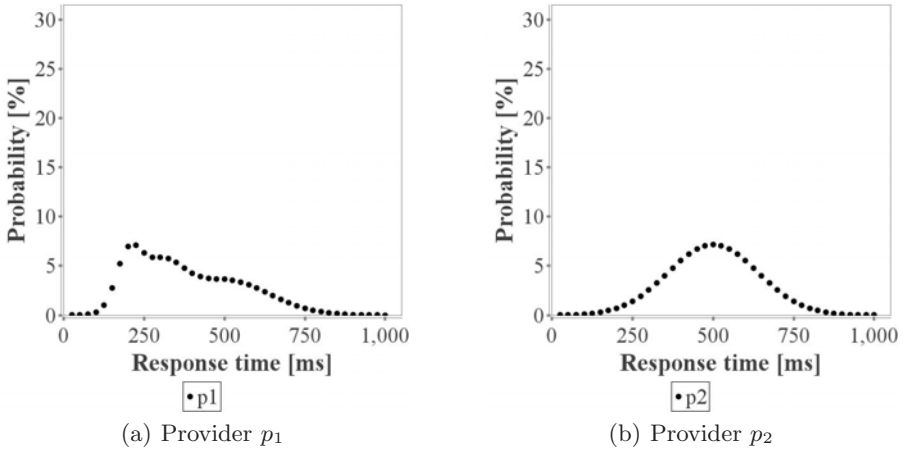 Probability [%]
30
25
20
15
10
5
0
0 250 500 750 1,000
Response time [ms]
p1
(a) Provider p₁
Probability [%]
30
25
20
15
10
5
0
0 250 500 750 1,000
Response time [ms]
p2
(b) Provider p₂